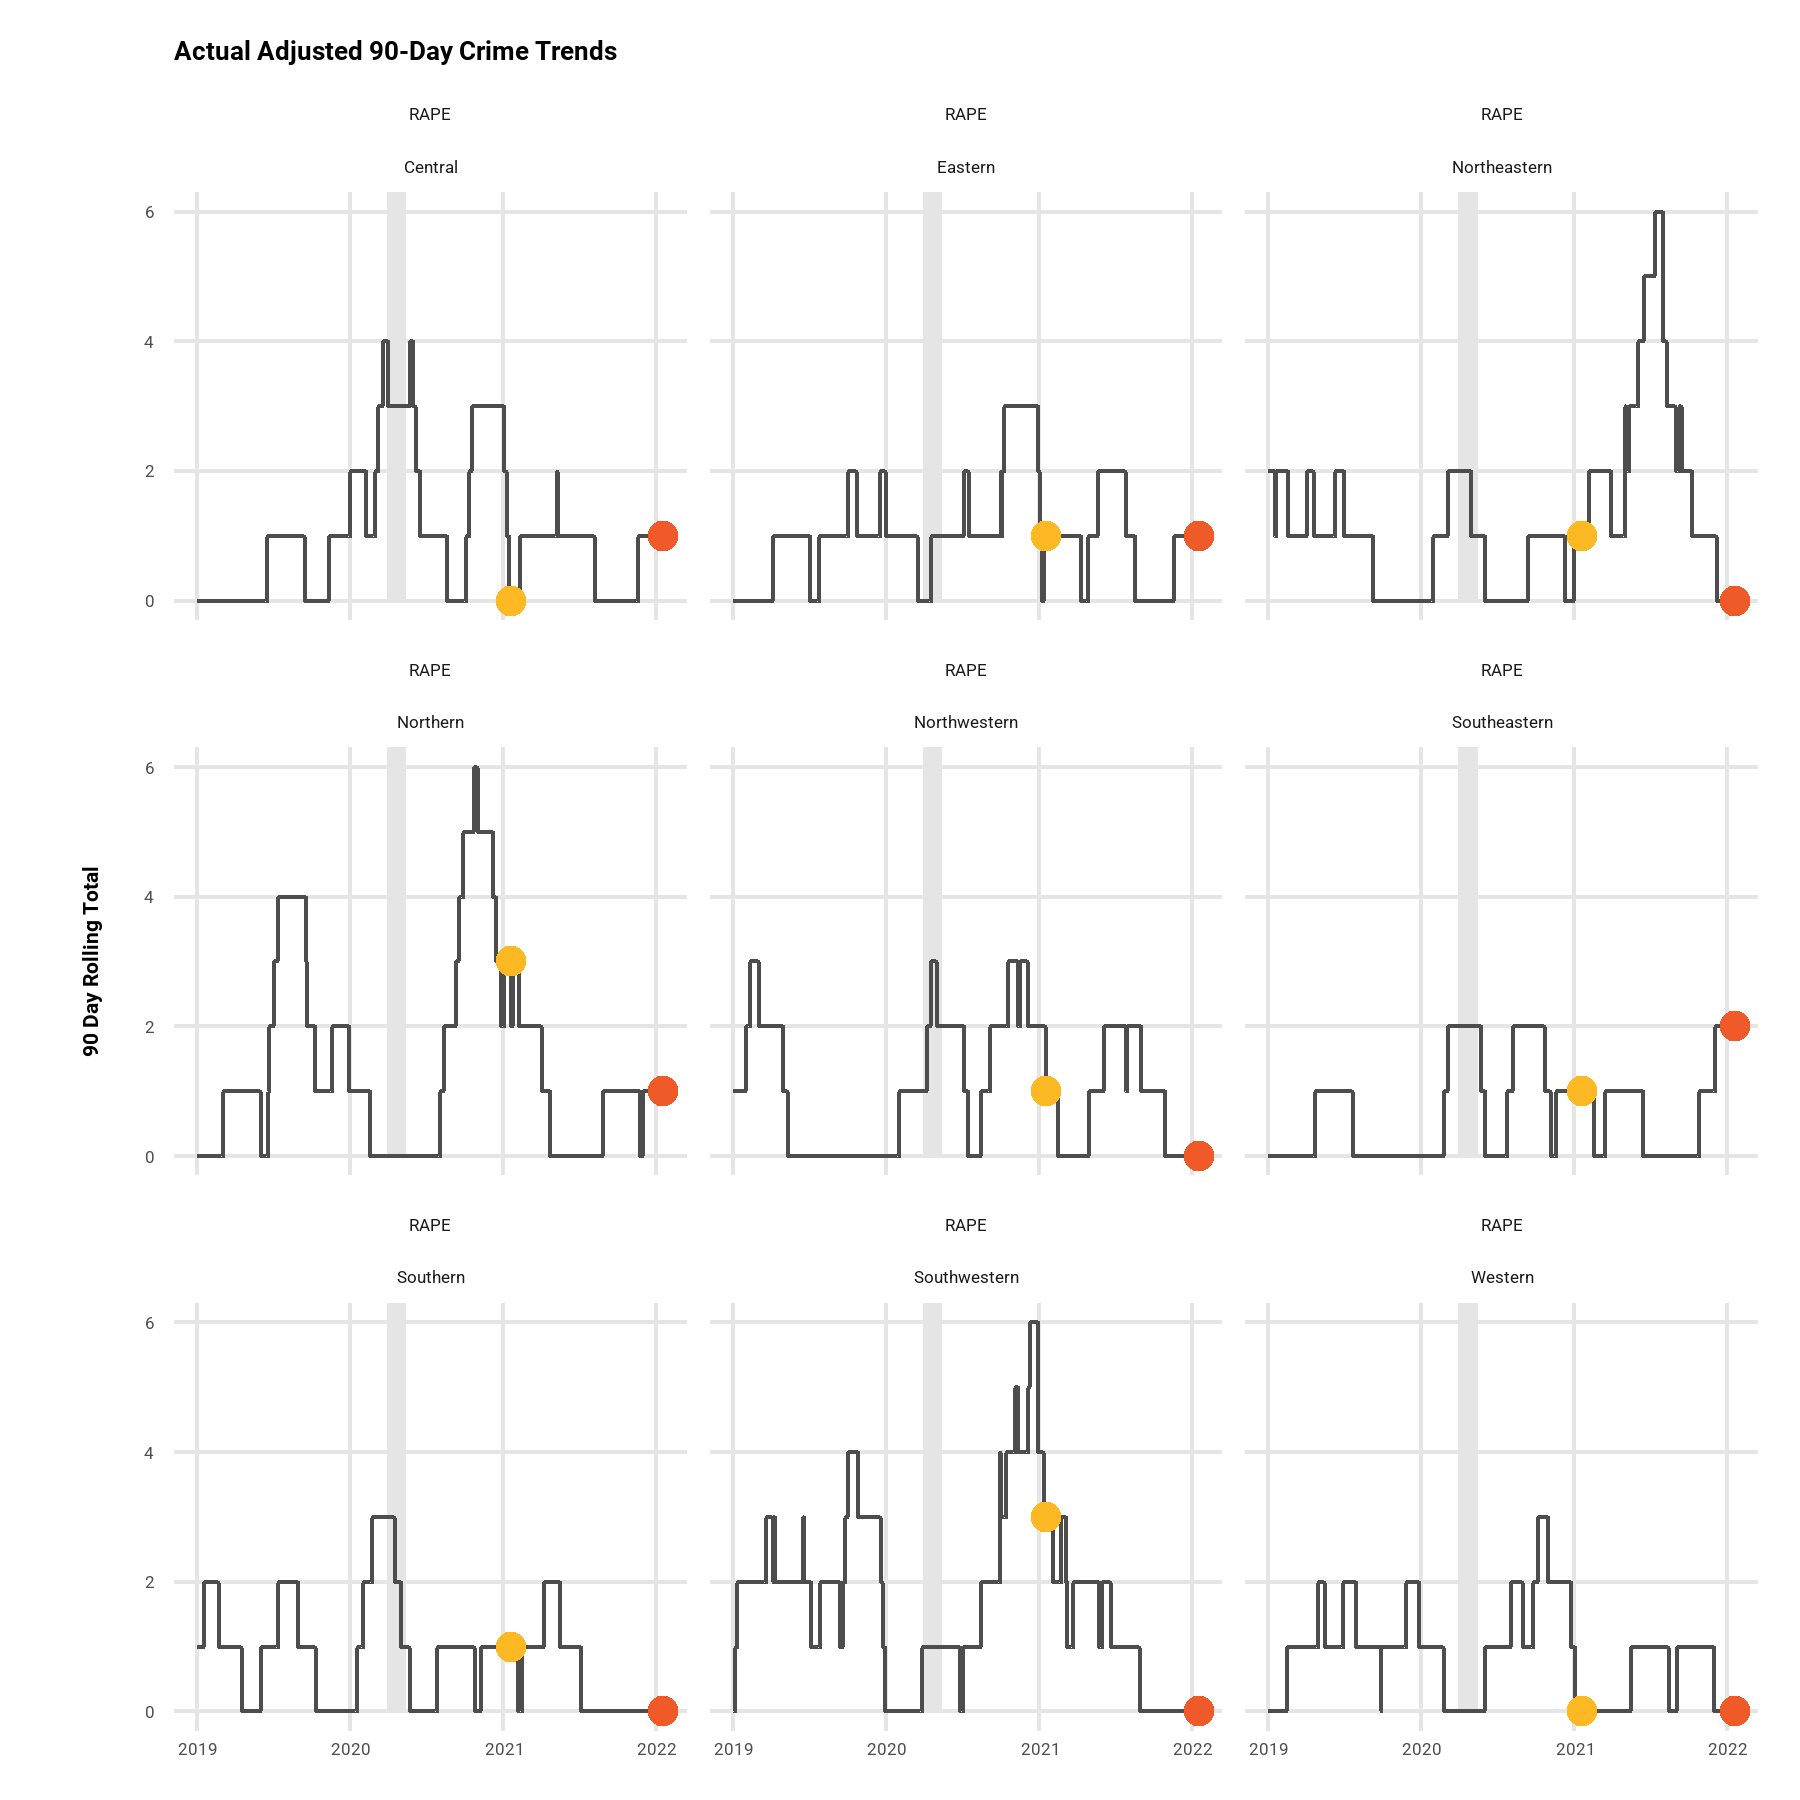 Actual Adjusted 90-Day Crime Trends
RAPE RAPE RAPE
Central Eastern Northeastern
6
4
2
0
RAPE RAPE RAPE
Northern Northwestern Southeastern
6
4
2
0
90 Day Rolling Total
RAPE RAPE RAPE
Southern Southwestern Western
6
4
2
0
2019 2020 2021 2022 2019 2020 2021 2022 2019 2020 2021 2022